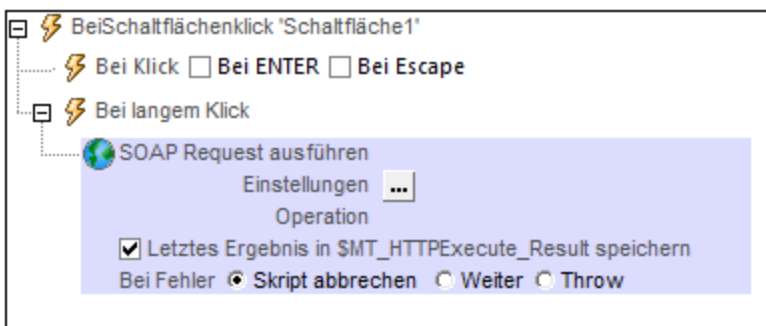 BeiSchaltflächenklick 'Schaltfläche1'
Bei Klick Bei ENTER Bei Escape
Bei langem Klick
SOAP Request ausführen
Einstellungen ...
Operation
Letztes Ergebnis in $MT_HTTPExecute_Result speichern
Bei Fehler Skript abbrechen Weiter Throw